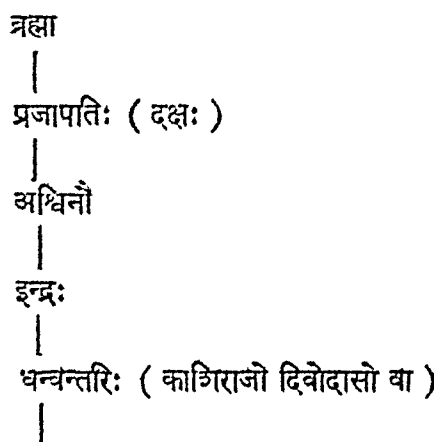 ब्रह्मा
प्रजापतिः ( दक्षः )
अश्विनौ
इन्द्रः
धन्वन्तरिः ( काशिराजो दिवोदासो वा )